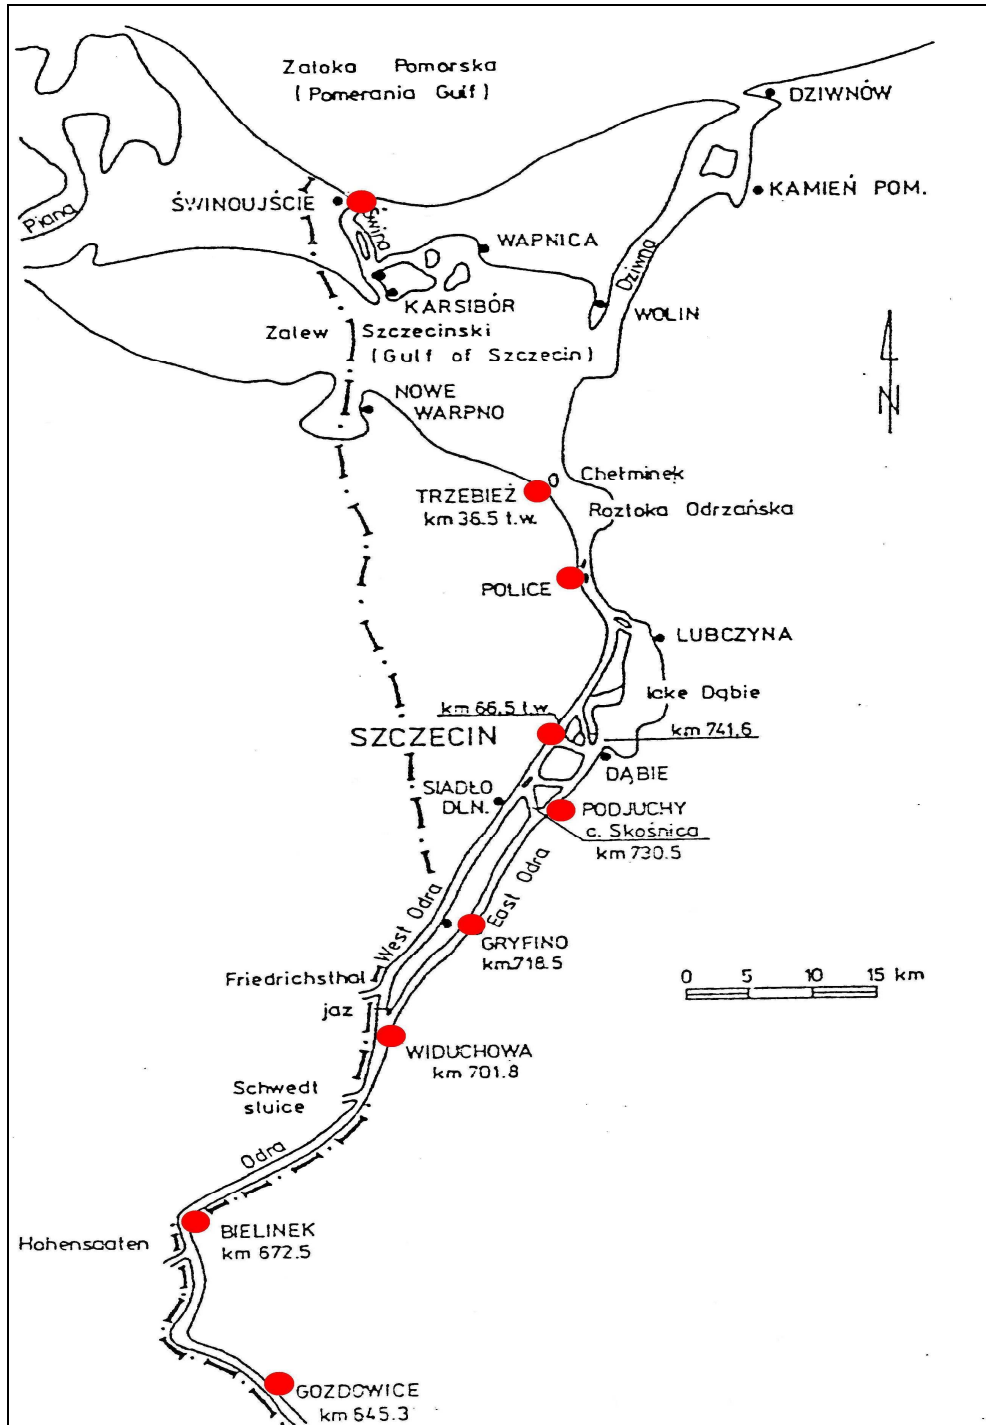 Zatoka Pomorska
( Pomerania Gulf )
DZIWNÓW
KAMIEŃ POM.
Piana
ŚWINOUJŚCIE
Świna
WAPNICA
Dziwna
KARSIBÓR
WOLIN
Zalew Szczecinski
(Gulf of Szczecin)
NOWE
WARPNO
N
Chełminek
TRZEBIEŻ
km 36.5 t.w.
Roztoka Odrzańska
POLICE
LUBCZYNA
lake Dąbie
km 66,5 t.w.
km 741,6
SZCZECIN
DĄBIE
SIADŁO
DLN.
PODJUCHY
c. Skośnica
km 730.5
West Odra
East Odra
GRYFINO
km.718.5
Friedrichsthal
jaz
0 5 10 15 km
WIDUCHOWA
km 701.8
Schwedt
sluice
Odra
BIELINEK
km 672.5
Hohensaaten
GOZDOWICE
km 645.3